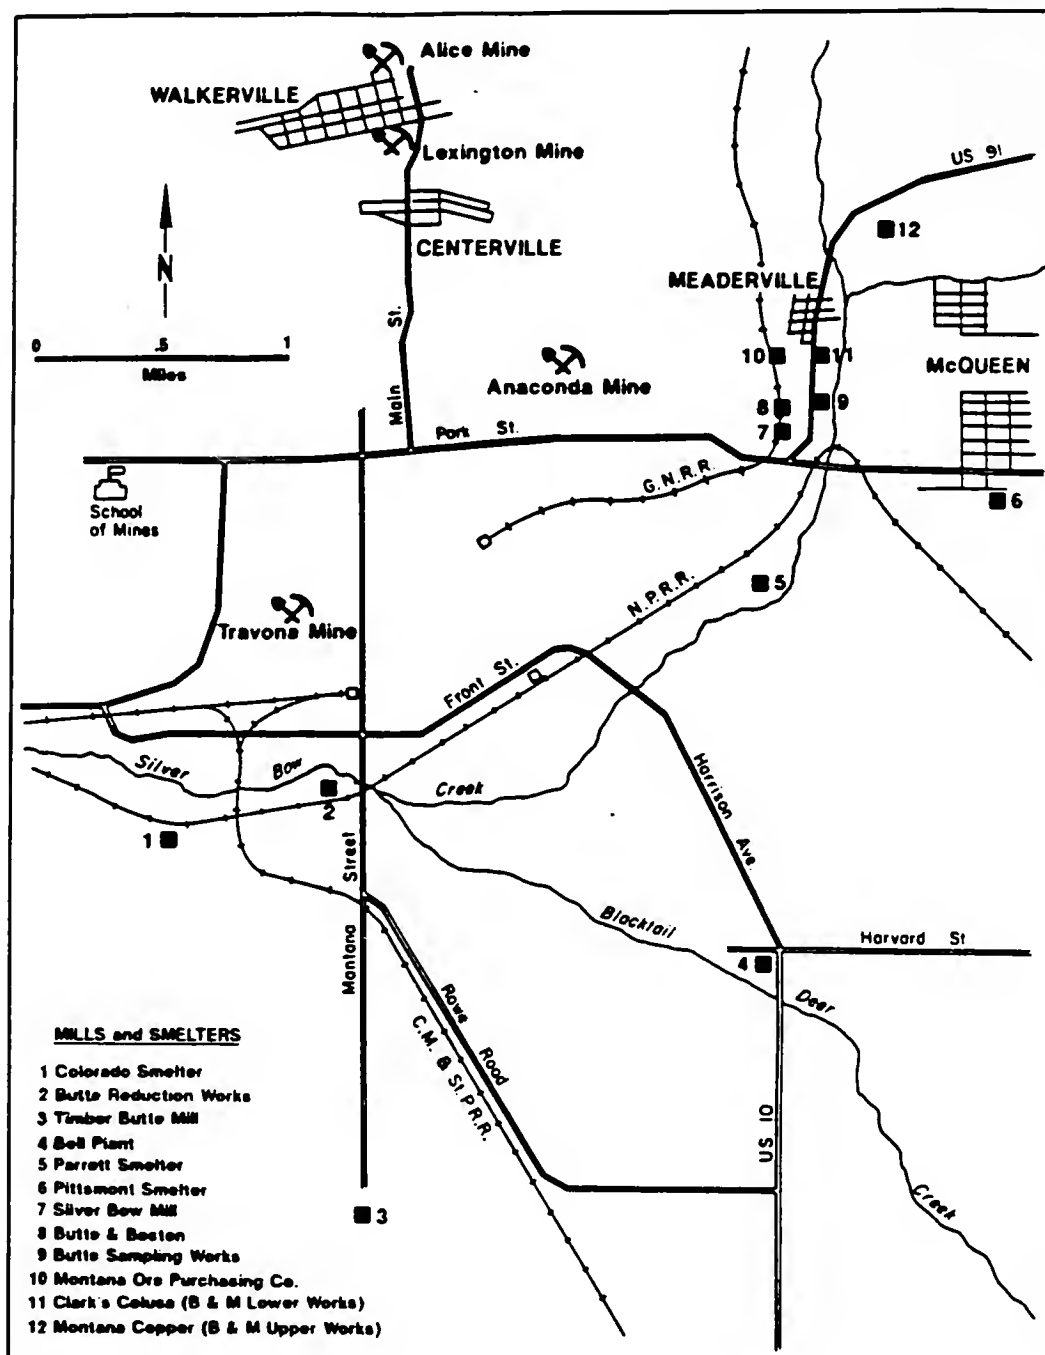 Alice Mine
WALKERVILLE
Lexington Mine
US 91
12
CENTERVILLE
MEADERVILLE
N
0 .5 1
Miles
Main St.
10
11
McQUEEN
Anaconda Mine
8
9
7
Park St.
G.N.R.R.
6
School
of Mines
N.P.R.R.
5
Travona Mine
Front St.
Silver Bow Creek
Harrison Ave.
2
1
Montana Street
Blacktail Deer Creek
Harvard St
4
Rowe Road
C.M. & St.P.R.R.
US 10
3
MILLS and SMELTERS
1 Colorado Smelter
2 Butte Reduction Works
3 Timber Butte Mill
4 Bell Plant
5 Parrett Smelter
6 Pittsmont Smelter
7 Silver Bow Mill
8 Butte & Boston
9 Butte Sampling Works
10 Montana Ore Purchasing Co.
11 Clark's Colusa (B & M Lower Works)
12 Montana Copper (B & M Upper Works)